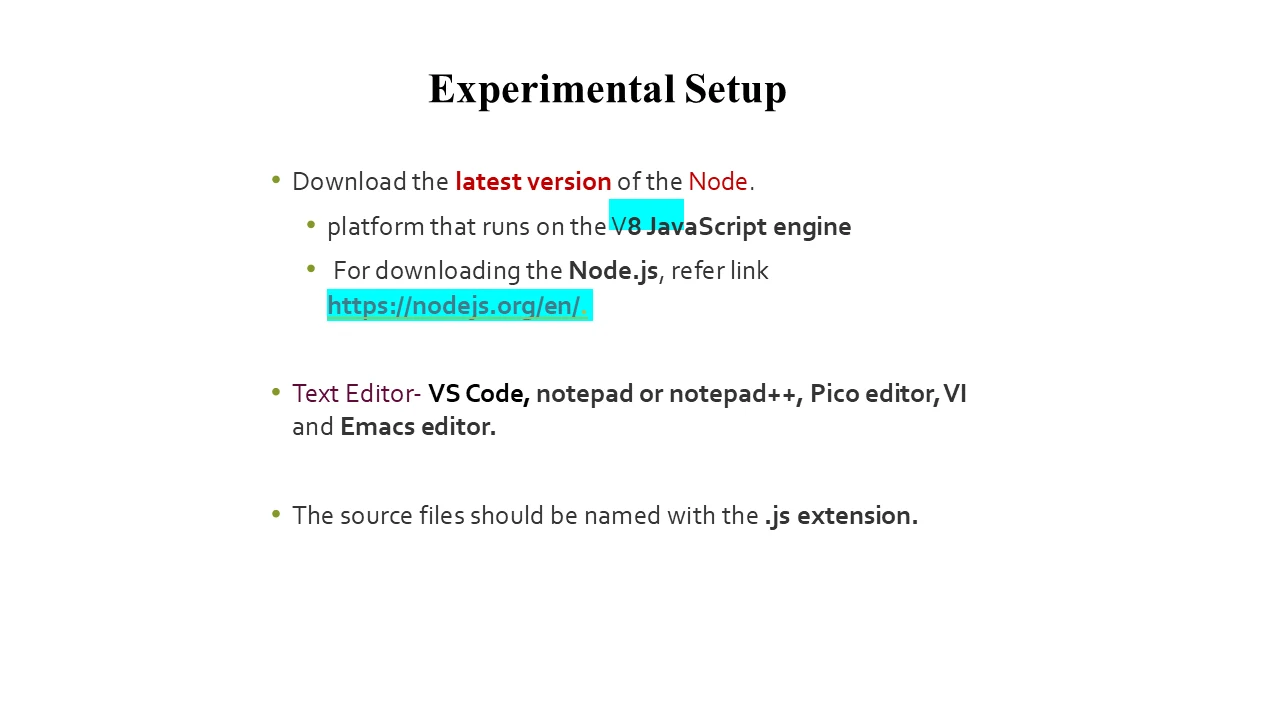 Experimental Setup
• Download the latest version of the Node.
• platform that runs on the V8 JavaScript engine
• For downloading the Node.js, refer link
https://nodejs.org/en/.
• Text Editor- VS Code, notepad or notepad++, Pico editor, VI
and Emacs editor.
• The source files should be named with the .js extension.